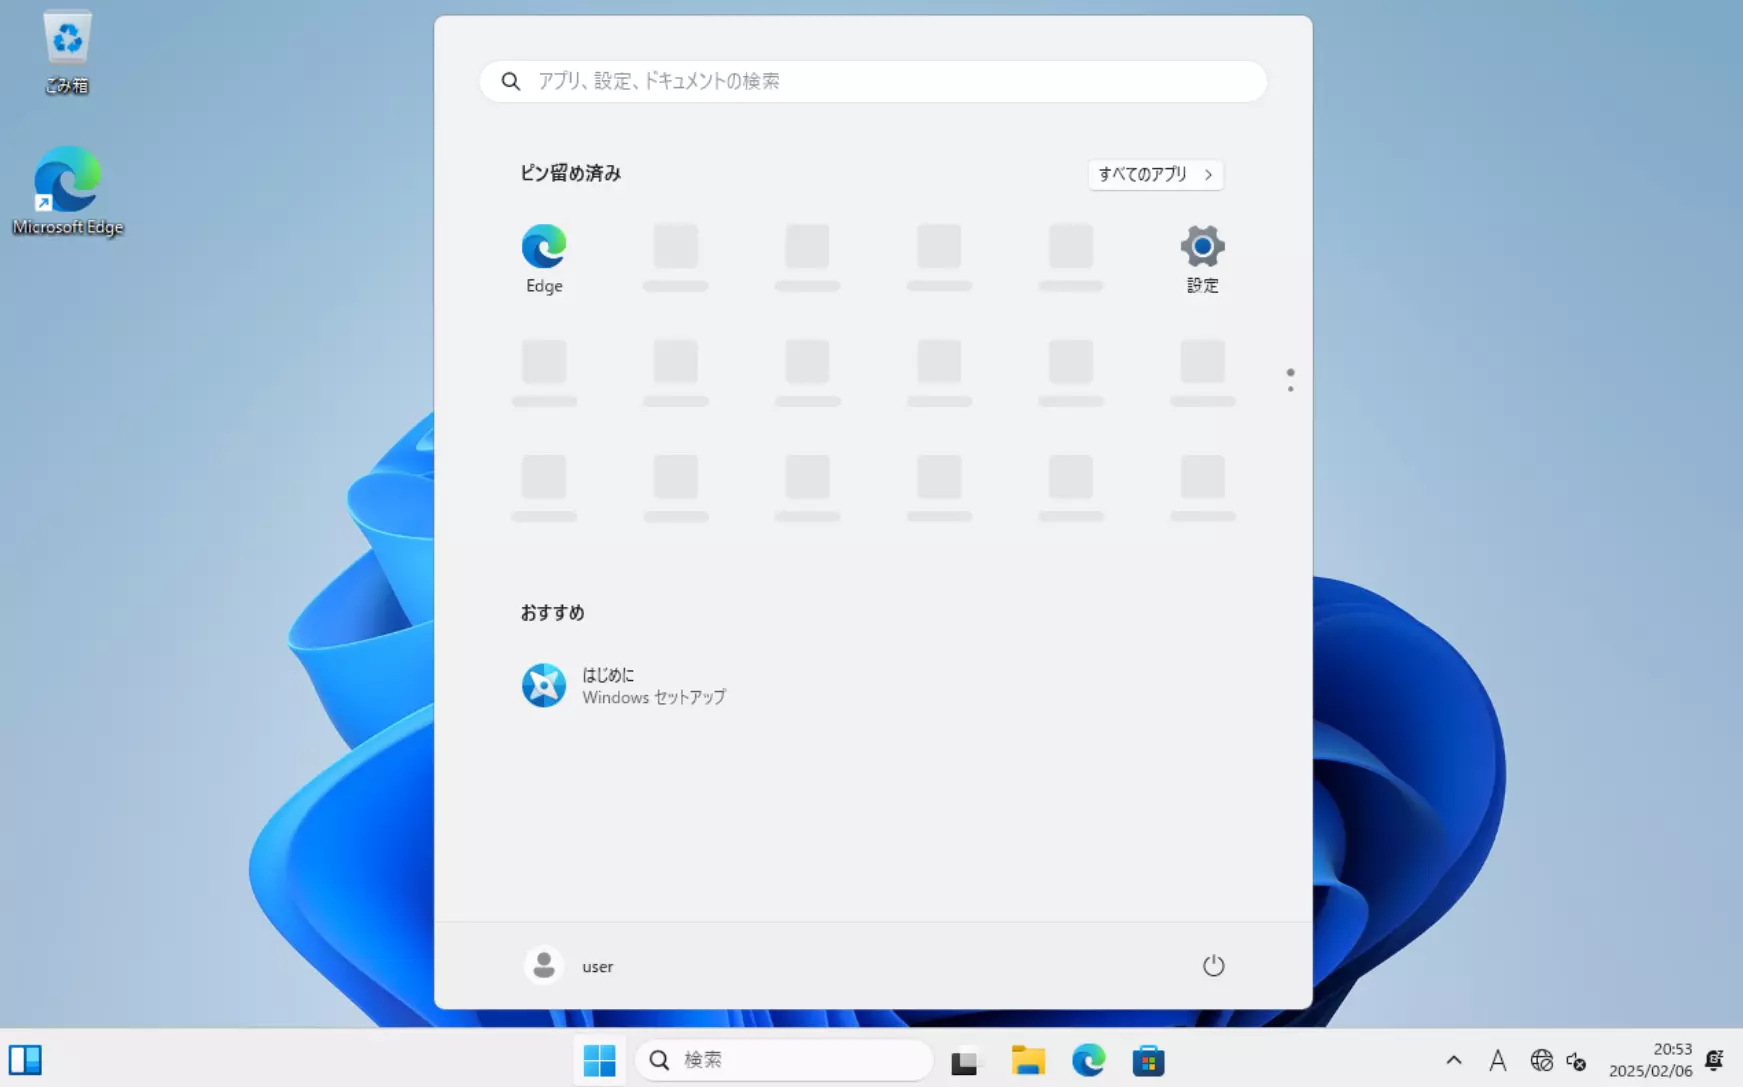 ごみ箱
Microsoft Edge
アプリ、設定、ドキュメントの検索
ピン留め済み
すべてのアプリ
Edge
設定
おすすめ
はじめに
Windows セットアップ
user
検索
A
20:53
2025/02/06